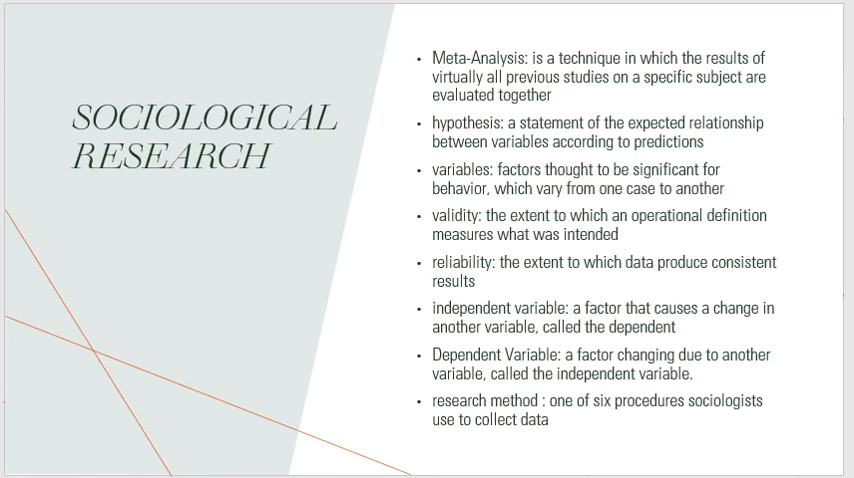 SOCIOLOGICAL
RESEARCH
• Meta-Analysis: is a technique in which the results of
virtually all previous studies on a specific subject are
evaluated together
• hypothesis: a statement of the expected relationship
between variables according to predictions
• variables: factors thought to be significant for
behavior, which vary from one case to another
• validity: the extent to which an operational definition
measures what was intended
• reliability: the extent to which data produce consistent
results
• independent variable: a factor that causes a change in
another variable, called the dependent
• Dependent Variable: a factor changing due to another
variable, called the independent variable.
• research method : one of six procedures sociologists
use to collect data